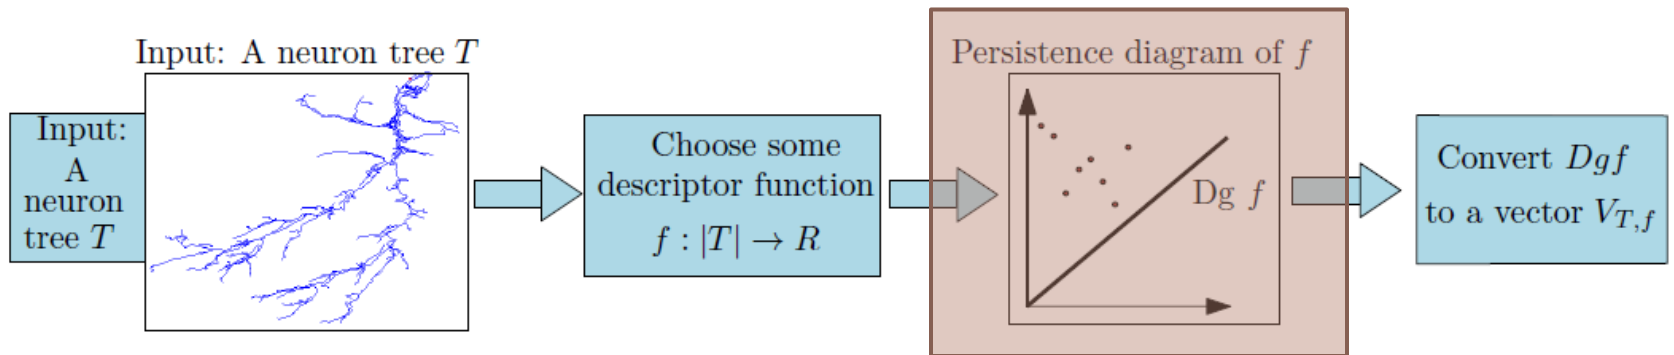 Input: A neuron tree T
Input:
A
neuron
tree T
Choose some
descriptor function
f : |T| → R
Persistence diagram of f
Dg f
Convert Dgf
to a vector V_{T,f}